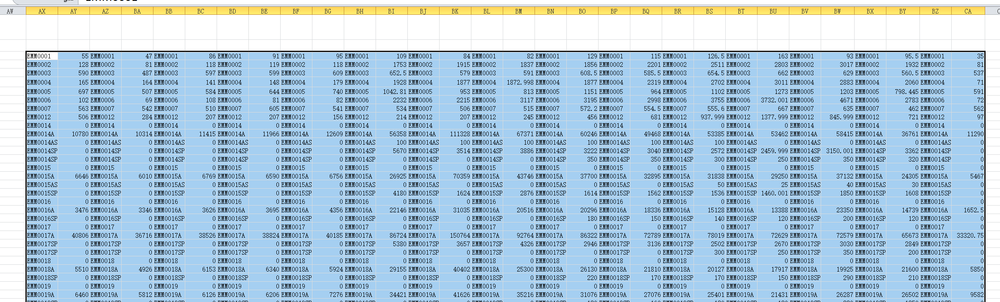 AW AX AY AZ BA BB BC BD BE BF BG BH BI BJ BK BL BM BN BO BP BQ BR BS BT BU BV BW BX BY BZ CA
EMM0001 55 EMM0001 47 EMM0001 86 EMM0001 91 EMM0001 95 EMM0001 109 EMM0001 84 EMM0001 82 EMM0001 129 EMM0001 115 EMM0001 126.5 EMM0001 163 EMM0001 93 EMM0001 95.5 EMM0001 35
EMM0002 128 EMM0002 81 EMM0002 118 EMM0002 119 EMM0002 118 EMM0002 1753 EMM0002 1915 EMM0002 1837 EMM0002 1856 EMM0002 2201 EMM0002 2511 EMM0002 2803 EMM0002 3017 EMM0002 1932 EMM0002 81
EMM0003 590 EMM0003 487 EMM0003 597 EMM0003 599 EMM0003 609 EMM0003 652.5 EMM0003 579 EMM0003 591 EMM0003 608.5 EMM0003 585.5 EMM0003 654.5 EMM0003 662 EMM0003 629 EMM0003 560.5 EMM0003 537
EMM0004 165 EMM0004 164 EMM0004 141 EMM0004 148 EMM0004 179 EMM0004 1928 EMM0004 1877 EMM0004 1872.998 EMM0004 1877 EMM0004 2319 EMM0004 2702 EMM0004 3011 EMM0004 2883 EMM0004 2060 EMM0004 71
EMM0005 697 EMM0005 507 EMM0005 584 EMM0005 644 EMM0005 740 EMM0005 1042.81 EMM0005 953 EMM0005 813 EMM0005 1151 EMM0005 964 EMM0005 1102 EMM0005 1273 EMM0005 1203 EMM0005 798.445 EMM0005 591
EMM0006 102 EMM0006 69 EMM0006 108 EMM0006 81 EMM0006 82 EMM0006 2232 EMM0006 2215 EMM0006 3117 EMM0006 3195 EMM0006 2998 EMM0006 3755 EMM0006 3732.001 EMM0006 4671 EMM0006 2783 EMM0006 72
EMM0007 563 EMM0007 542 EMM0007 510 EMM0007 605 EMM0007 541 EMM0007 534 EMM0007 506 EMM0007 515 EMM0007 572.2 EMM0007 554.5 EMM0007 555.6 EMM0007 667 EMM0007 635 EMM0007 462 EMM0007 562
EMM0012 506 EMM0012 284 EMM0012 207 EMM0012 207 EMM0012 156 EMM0012 214 EMM0012 207 EMM0012 245 EMM0012 456 EMM0012 681 EMM0012 937.999 EMM0012 1377.999 EMM0012 845.999 EMM0012 721 EMM0012 97
EMM0014 0 EMM0014 0 EMM0014 0 EMM0014 0 EMM0014 0 EMM0014 0 EMM0014 0 EMM0014 0 EMM0014 0 EMM0014 0 EMM0014 0 EMM0014 0 EMM0014 0 EMM0014 0 EMM0014 0
EMM0014A 10780 EMM0014A 10314 EMM0014A 11415 EMM0014A 11966 EMM0014A 12609 EMM0014A 56358 EMM0014A 111328 EMM0014A 67371 EMM0014A 60246 EMM0014A 49468 EMM0014A 53385 EMM0014A 53462 EMM0014A 58415 EMM0014A 36761 EMM0014A 11290
EMM0014AS 0 EMM0014AS 0 EMM0014AS 0 EMM0014AS 0 EMM0014AS 0 EMM0014AS 100 EMM0014AS 100 EMM0014AS 100 EMM0014AS 100 EMM0014AS 100 EMM0014AS 100 EMM0014AS 0 EMM0014AS 0 EMM0014AS 0 EMM0014AS 0
EMM0014SP 0 EMM0014SP 0 EMM0014SP 0 EMM0014SP 0 EMM0014SP 0 EMM0014SP 5670 EMM0014SP 3514 EMM0014SP 3886 EMM0014SP 3222 EMM0014SP 3040 EMM0014SP 2572 EMM0014SP 2459.999 EMM0014SP 3150.001 EMM0014SP 3362 EMM0014SP 0
EMM0014SP 0 EMM0014SP 0 EMM0014SP 0 EMM0014SP 0 EMM0014SP 0 EMM0014SP 0 EMM0014SP 0 EMM0014SP 0 EMM0014SP 350 EMM0014SP 350 EMM0014SP 300 EMM0014SP 250 EMM0014SP 350 EMM0014SP 320 EMM0014SP 0
EMM0015 0 EMM0015 0 EMM0015 0 EMM0015 0 EMM0015 0 EMM0015 0 EMM0015 0 EMM0015 0 EMM0015 0 EMM0015 0 EMM0015 0 EMM0015 0 EMM0015 0 EMM0015 0 EMM0015 0
EMM0015A 6646 EMM0015A 6010 EMM0015A 6769 EMM0015A 6590 EMM0015A 6756 EMM0015A 26925 EMM0015A 70359 EMM0015A 43746 EMM0015A 37700 EMM0015A 32895 EMM0015A 31838 EMM0015A 29250 EMM0015A 37132 EMM0015A 24305 EMM0015A 5467
EMM0015AS 0 EMM0015AS 0 EMM0015AS 0 EMM0015AS 0 EMM0015AS 0 EMM0015AS 0 EMM0015AS 0 EMM0015AS 0 EMM0015AS 0 EMM0015AS 0 EMM0015AS 50 EMM0015AS 25 EMM0015AS 40 EMM0015AS 30 EMM0015AS 0
EMM0015SP 0 EMM0015SP 0 EMM0015SP 0 EMM0015SP 0 EMM0015SP 0 EMM0015SP 4180 EMM0015SP 1624 EMM0015SP 2876 EMM0015SP 1614 EMM0015SP 1562 EMM0015SP 1536 EMM0015SP 1460.001 EMM0015SP 1850 EMM0015SP 1608 EMM0015SP 0
EMM0016 0 EMM0016 0 EMM0016 0 EMM0016 0 EMM0016 0 EMM0016 0 EMM0016 0 EMM0016 0 EMM0016 0 EMM0016 0 EMM0016 0 EMM0016 0 EMM0016 0 EMM0016 0 EMM0016 0
EMM0016A 3476 EMM0016A 3346 EMM0016A 3626 EMM0016A 3695 EMM0016A 4356 EMM0016A 22146 EMM0016A 31035 EMM0016A 20516 EMM0016A 20296 EMM0016A 18336 EMM0016A 15128 EMM0016A 13388 EMM0016A 23350 EMM0016A 14739 EMM0016A 1652.5
EMM0016SP 0 EMM0016SP 0 EMM0016SP 0 EMM0016SP 0 EMM0016SP 0 EMM0016SP 0 EMM0016SP 0 EMM0016SP 0 EMM0016SP 180 EMM0016SP 150 EMM0016SP 140 EMM0016SP 120 EMM0016SP 200 EMM0016SP 120 EMM0016SP 0
EMM0017 0 EMM0017 0 EMM0017 0 EMM0017 0 EMM0017 0 EMM0017 0 EMM0017 0 EMM0017 0 EMM0017 0 EMM0017 0 EMM0017 0 EMM0017 0 EMM0017 0 EMM0017 0 EMM0017 0
EMM0017A 40806 EMM0017A 36716 EMM0017A 38526 EMM0017A 38824 EMM0017A 40185 EMM0017A 86724 EMM0017A 150764 EMM0017A 92764 EMM0017A 86322 EMM0017A 72789 EMM0017A 78019 EMM0017A 72629 EMM0017A 72579 EMM0017A 65673 EMM0017A 33320.75
EMM0017SP 0 EMM0017SP 0 EMM0017SP 0 EMM0017SP 0 EMM0017SP 0 EMM0017SP 5380 EMM0017SP 3657 EMM0017SP 4326 EMM0017SP 2946 EMM0017SP 3136 EMM0017SP 2502 EMM0017SP 2670 EMM0017SP 3030 EMM0017SP 2849 EMM0017SP 0
EMM0017SP 0 EMM0017SP 0 EMM0017SP 0 EMM0017SP 0 EMM0017SP 0 EMM0017SP 0 EMM0017SP 0 EMM0017SP 0 EMM0017SP 0 EMM0017SP 0 EMM0017SP 300 EMM0017SP 250 EMM0017SP 350 EMM0017SP 200 EMM0017SP 0
EMM0018 0 EMM0018 0 EMM0018 0 EMM0018 0 EMM0018 0 EMM0018 0 EMM0018 0 EMM0018 0 EMM0018 0 EMM0018 0 EMM0018 0 EMM0018 0 EMM0018 0 EMM0018 0 EMM0018 0
EMM0018A 5510 EMM0018A 4926 EMM0018A 6153 EMM0018A 6340 EMM0018A 5924 EMM0018A 29155 EMM0018A 40402 EMM0018A 25300 EMM0018A 26130 EMM0018A 21810 EMM0018A 20127 EMM0018A 17917 EMM0018A 19925 EMM0018A 21600 EMM0018A 5850
EMM0018SP 0 EMM0018SP 0 EMM0018SP 0 EMM0018SP 0 EMM0018SP 0 EMM0018SP 0 EMM0018SP 0 EMM0018SP 0 EMM0018SP 220 EMM0018SP 170 EMM0018SP 170 EMM0018SP 150 EMM0018SP 290 EMM0018SP 210 EMM0018SP 0
EMM0019 0 EMM0019 0 EMM0019 0 EMM0019 0 EMM0019 0 EMM0019 0 EMM0019 0 EMM0019 0 EMM0019 0 EMM0019 0 EMM0019 0 EMM0019 0 EMM0019 0 EMM0019 0 EMM0019 0
EMM0019A 6460 EMM0019A 5812 EMM0019A 6126 EMM0019A 6206 EMM0019A 7276 EMM0019A 34421 EMM0019A 41626 EMM0019A 35216 EMM0019A 31076 EMM0019A 27076 EMM0019A 25401 EMM0019A 21431 EMM0019A 26287 EMM0019A 26502 EMM0019A 9582